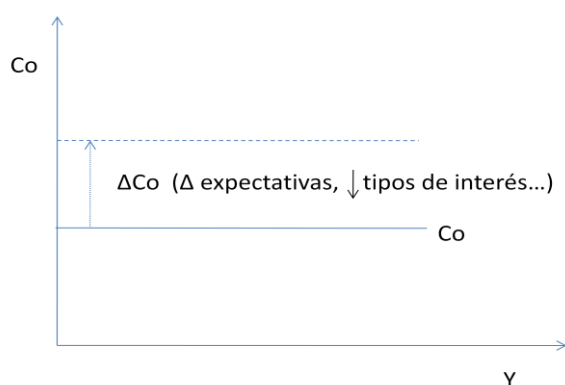 Co
ΔCo (Δ expectativas, ↓ tipos de interés...)
Co
Y